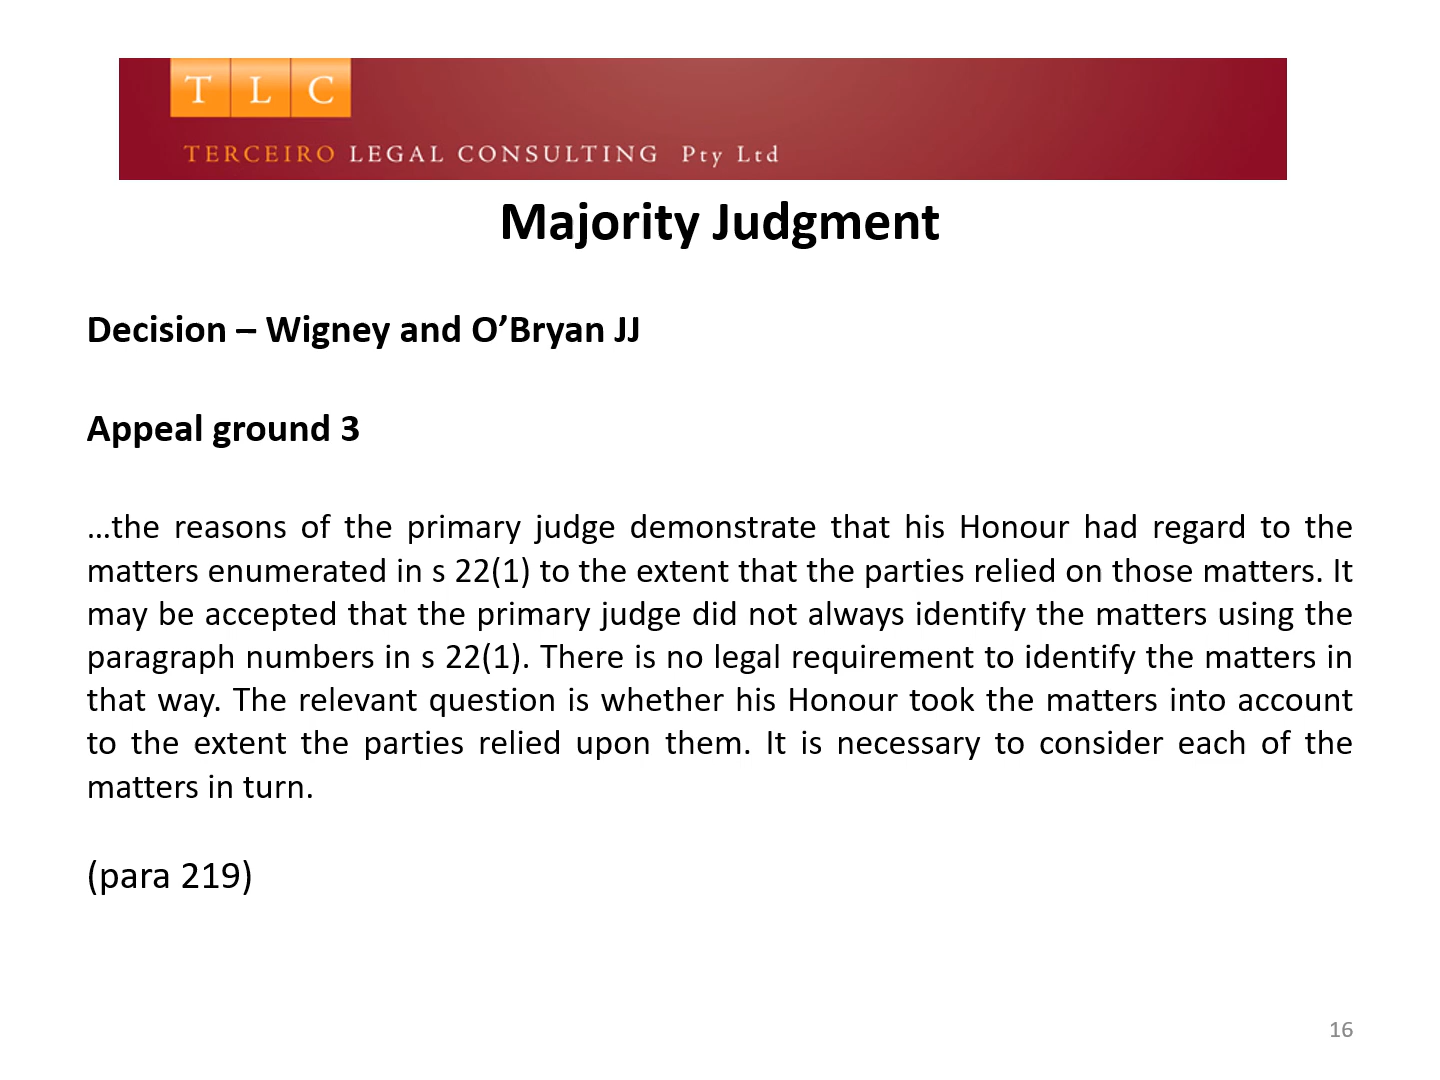 T L C
TERCEIRO LEGAL CONSULTING Pty Ltd
Majority Judgment
Decision – Wigney and O’Bryan JJ
Appeal ground 3
…the reasons of the primary judge demonstrate that his Honour had regard to the
matters enumerated in s 22(1) to the extent that the parties relied on those matters. It
may be accepted that the primary judge did not always identify the matters using the
paragraph numbers in s 22(1). There is no legal requirement to identify the matters in
that way. The relevant question is whether his Honour took the matters into account
to the extent the parties relied upon them. It is necessary to consider each of the
matters in turn.
(para 219)
16